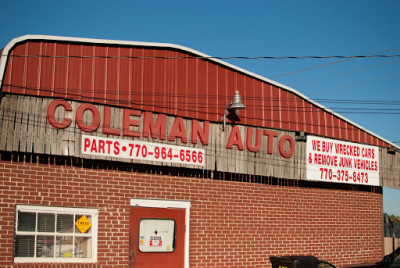 COLEMAN AUTO
PARTS • 770-964-6566
WE BUY WRECKED CARS
& REMOVE JUNK VEHICLES
770-375-8473